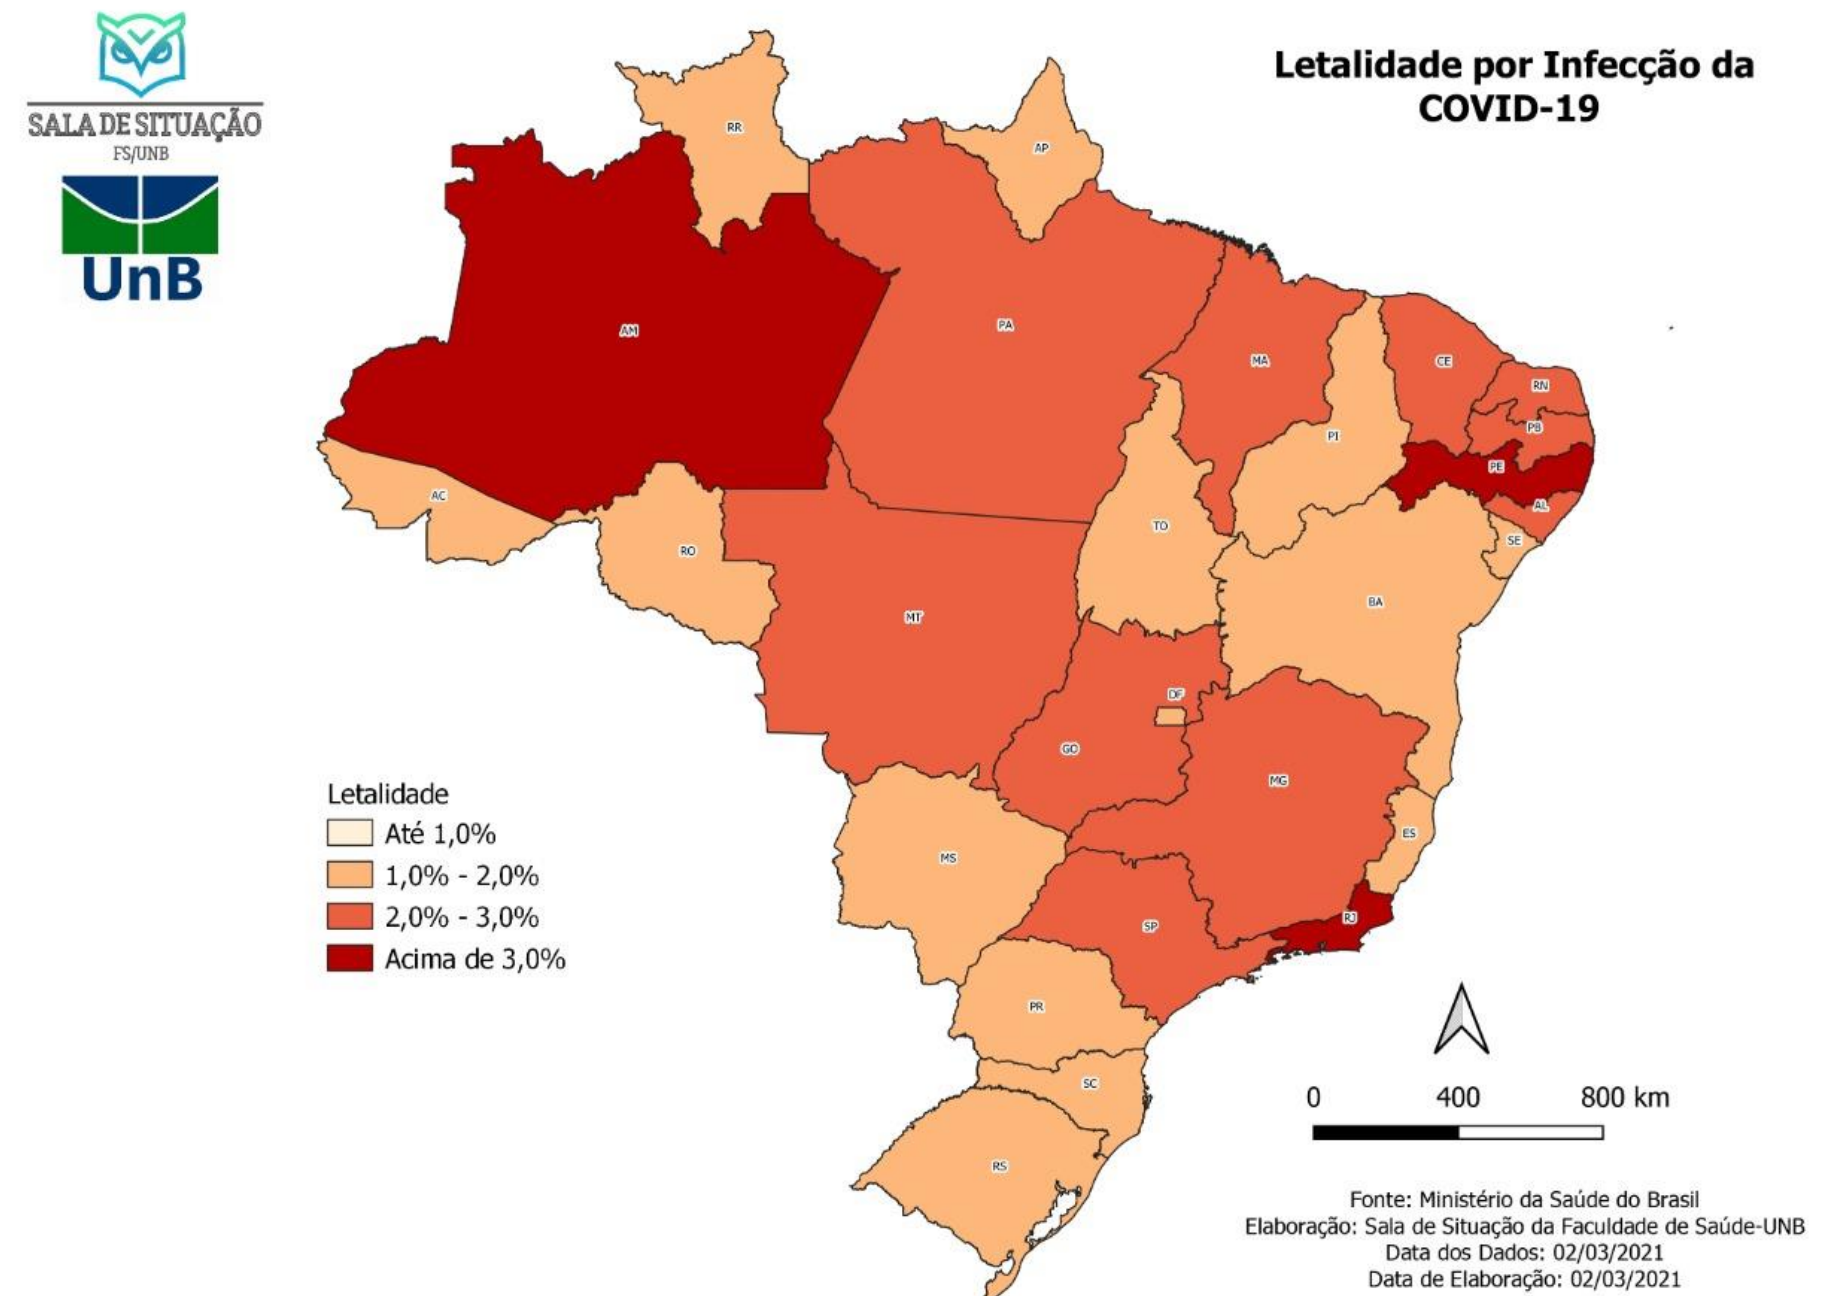 SALA DE SITUAÇÃO
FS/UNB
UnB
Letalidade por Infecção da
COVID-19
RR
AP
AM
PA
MA
CE
RN
PB
PI
PE
AL
AC
SE
TO
RO
BA
MT
DF
GO
MG
ES
MS
RJ
SP
PR
SC
RS
Letalidade
Até 1,0%
1,0% - 2,0%
2,0% - 3,0%
Acima de 3,0%
0 400 800 km
Fonte: Ministério da Saúde do Brasil
Elaboração: Sala de Situação da Faculdade de Saúde-UNB
Data dos Dados: 02/03/2021
Data de Elaboração: 02/03/2021